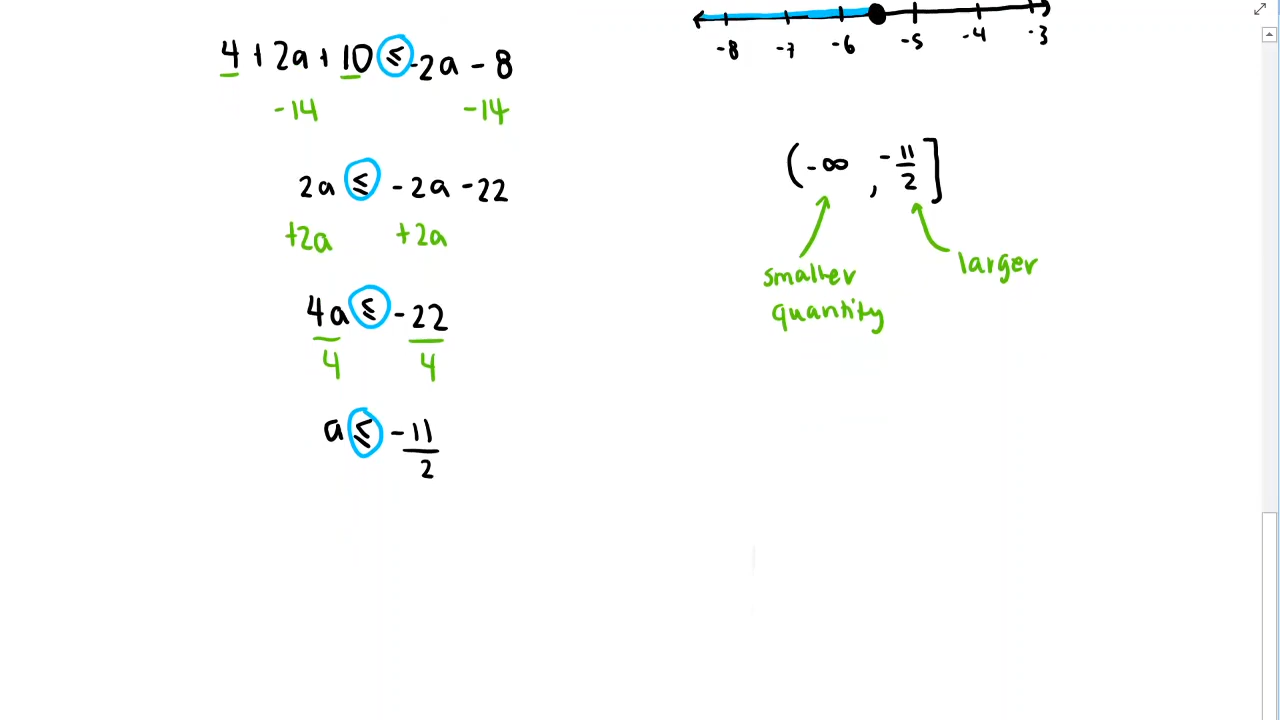 4 + 2a + 10 ≤ -2a - 8
-14 -14
2a ≤ -2a - 22
+2a +2a
4a ≤ -22
4 4
a ≤ -11
2
-8 -7 -6 -5 -4 -3
(-∞ , -11/2]
smaller
quantity
larger